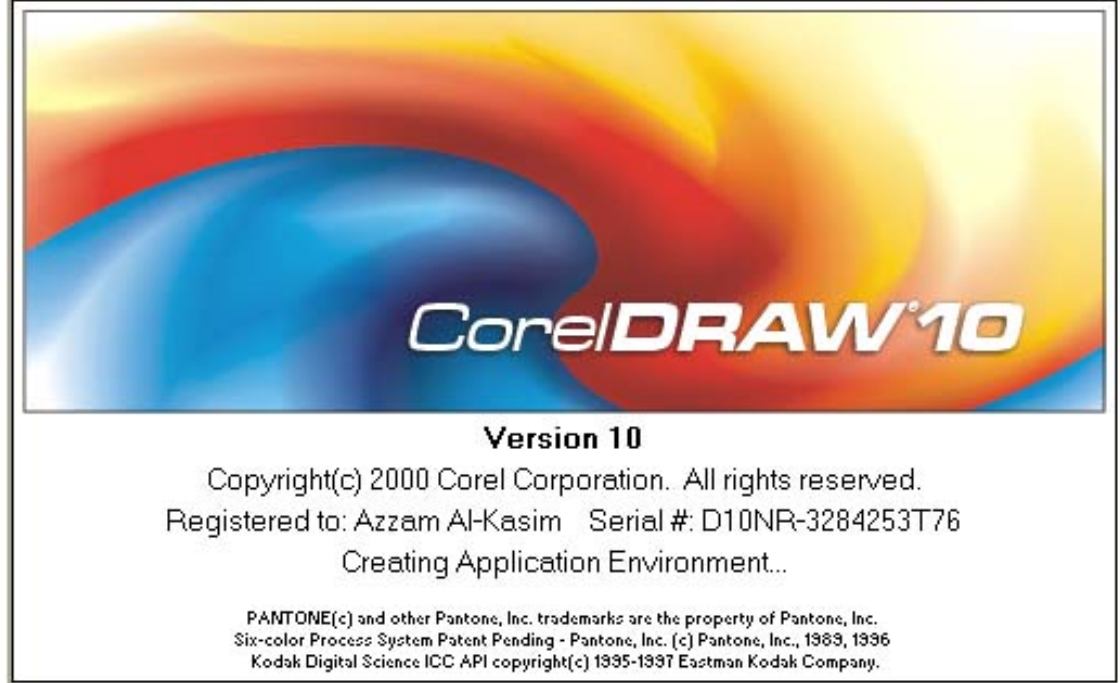 CorelDRAW®10
Version 10
Copyright(c) 2000 Corel Corporation. All rights reserved.
Registered to: Azzam Al-Kasim Serial #: D10NR-3284253T76
Creating Application Environment...
PANTONE(c) and other Pantone, Inc. trademarks are the property of Pantone, Inc.
Six-color Process System Patent Pending - Pantone, Inc. (c) Pantone, Inc., 1989, 1996
Kodak Digital Science ICC API copyright(c) 1995-1997 Eastman Kodak Company.